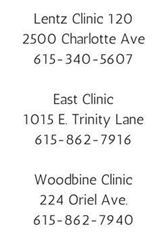 Lentz Clinic 120
2500 Charlotte Ave
615-340-5607
East Clinic
1015 E. Trinity Lane
615-862-7916
Woodbine Clinic
224 Oriel Ave.
615-862-7940